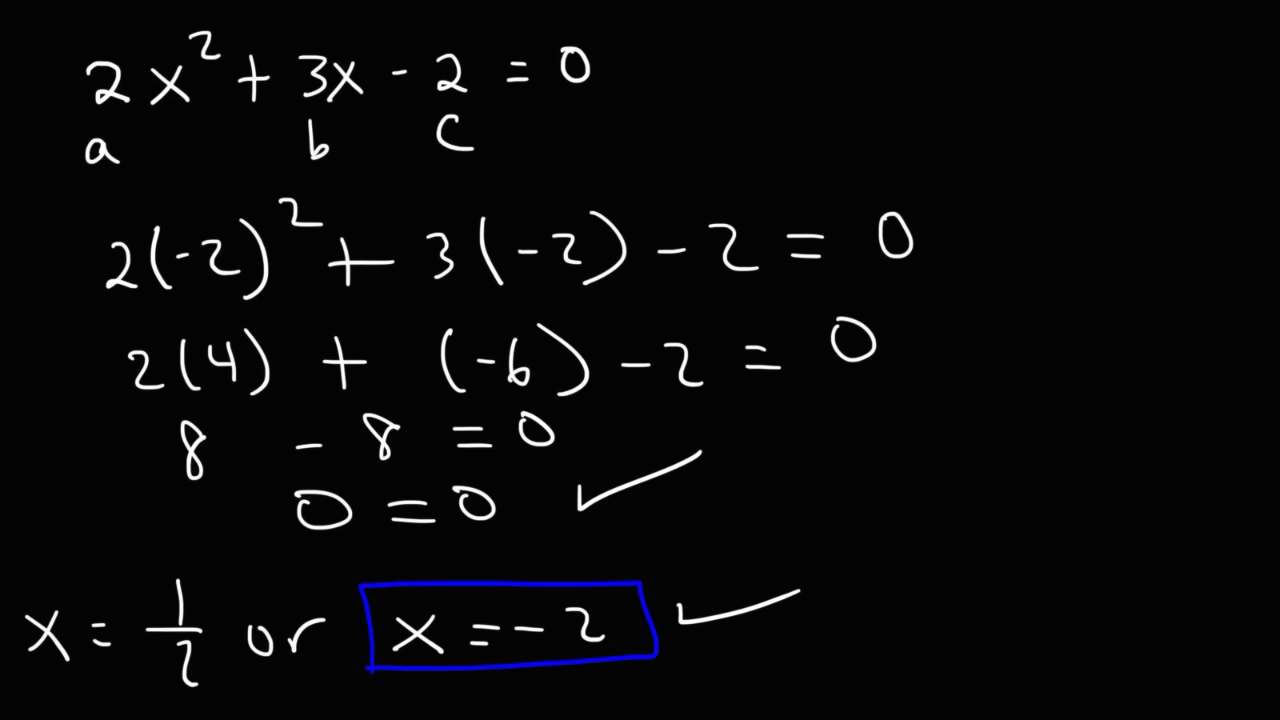 2x² + 3x - 2 = 0
a b c
2(-2)² + 3(-2) - 2 = 0
2(4) + (-6) - 2 = 0
8 - 8 = 0
0 = 0 ✓
x = 1/2 or x = -2 ✓